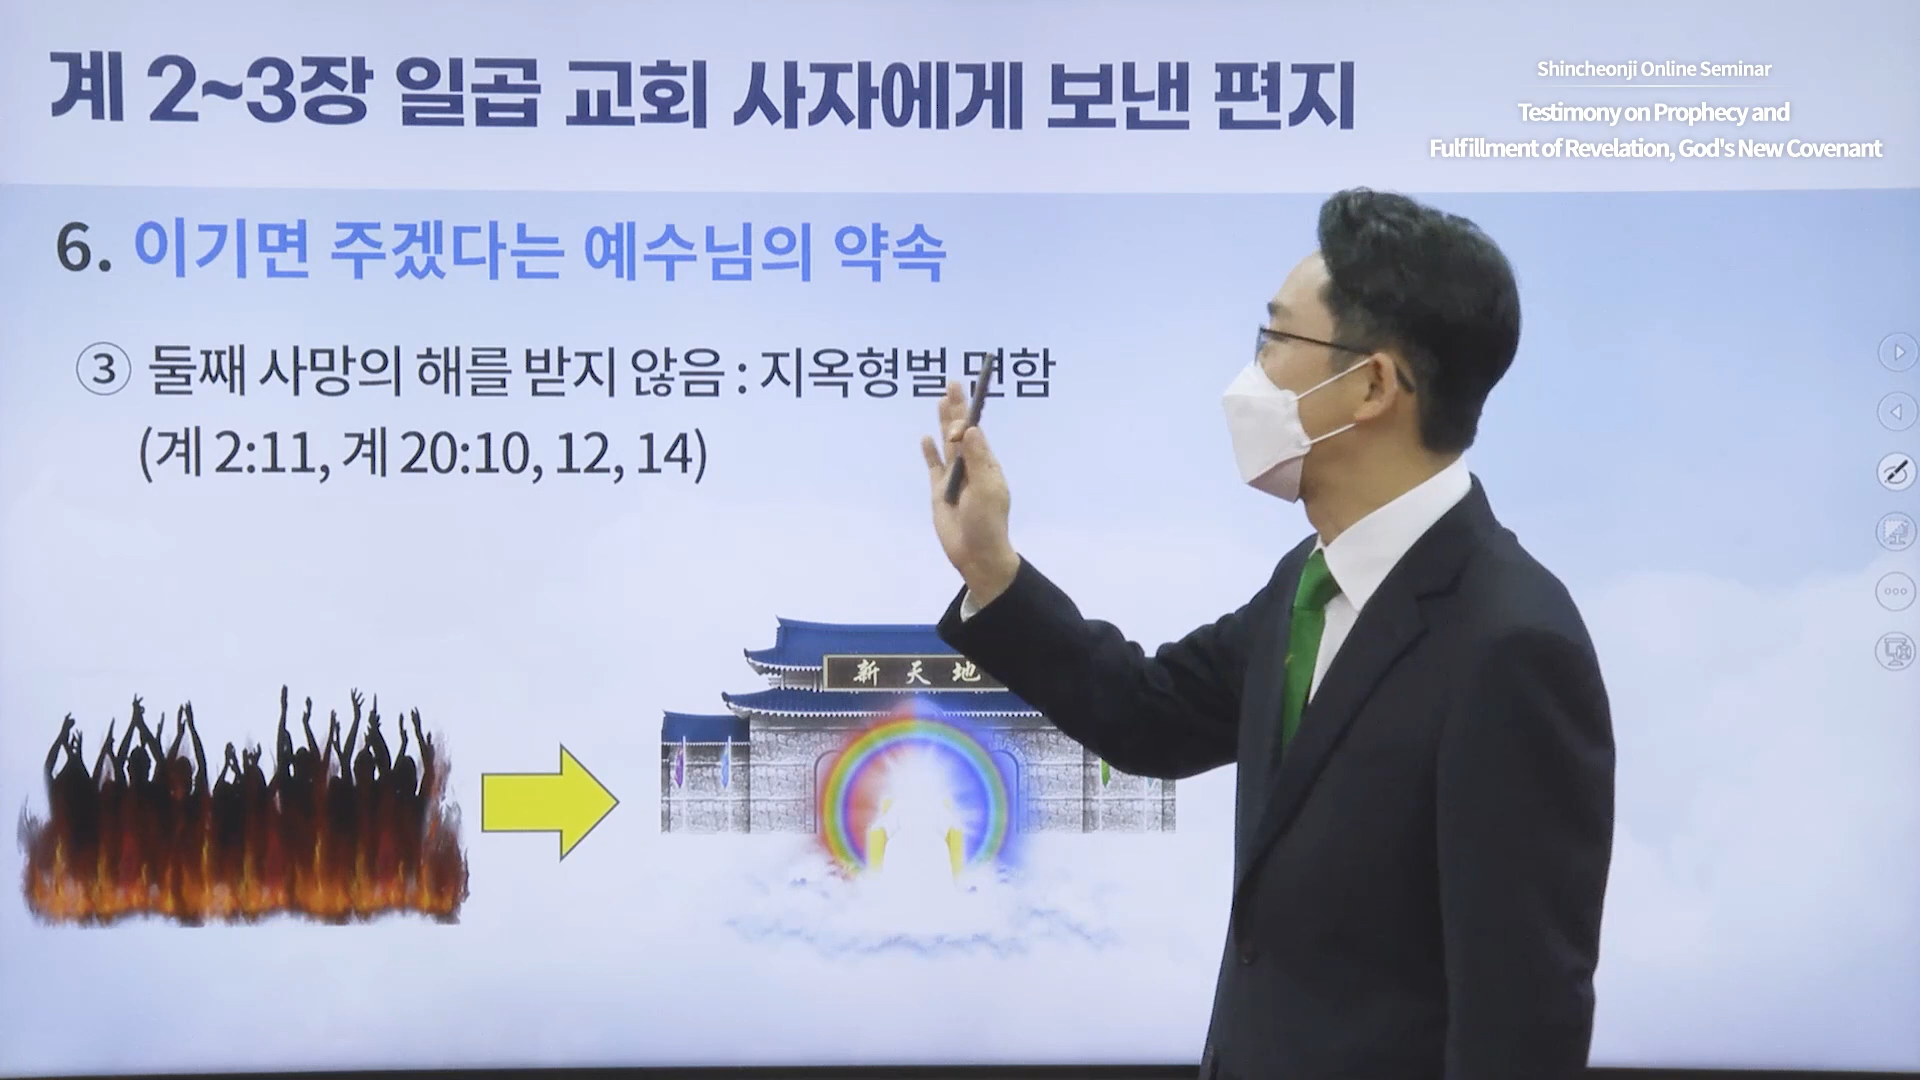 계 2~3장 일곱 교회 사자에게 보낸 편지
Shincheonji Online Seminar
Testimony on Prophecy and
Fulfillment of Revelation, God's New Covenant
6. 이기면 주겠다는 예수님의 약속
③ 둘째 사망의 해를 받지 않음 : 지옥형벌 면함
(계 2:11, 계 20:10, 12, 14)
新天地